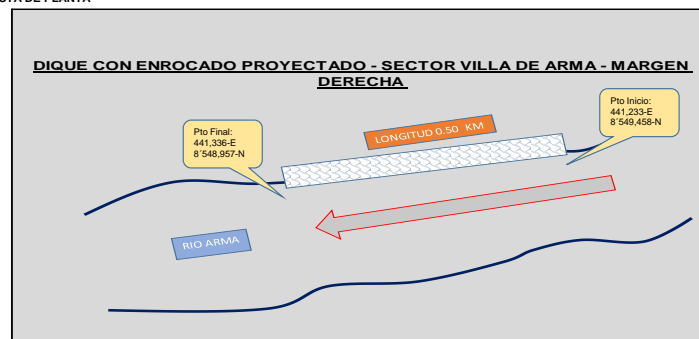 DIQUE CON ENROCADO PROYECTADO - SECTOR VILLA DE ARMA - MARGEN
DERECHA
Pto Inicio:
441,233-E
8´549,458-N
LONGITUD 0.50 KM
Pto Final:
441,336-E
8´548,957-N
RIO ARMA